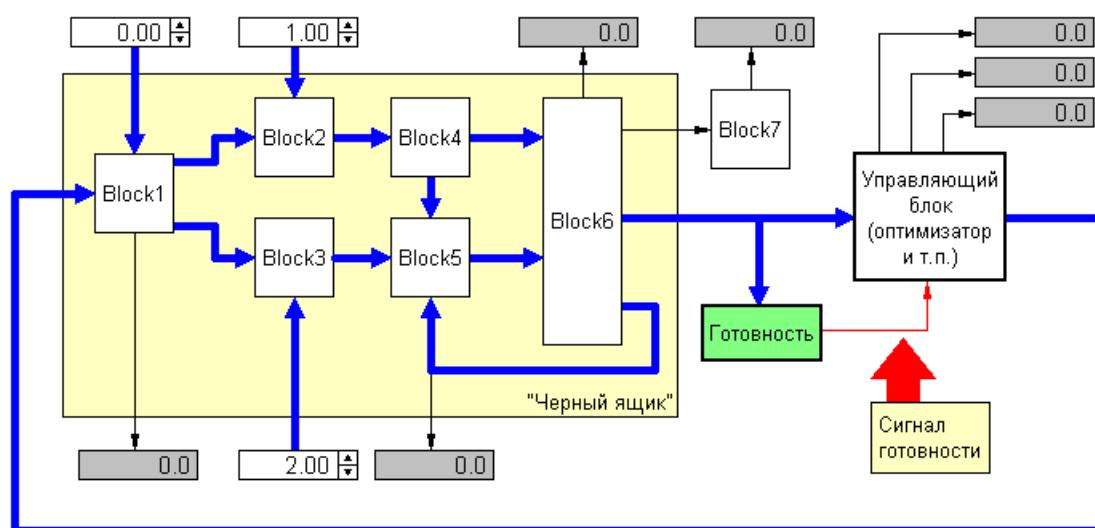 0.00
1.00
0.0
0.0
0.0
0.0
0.0
Block1
Block2
Block4
Block3
Block5
Block6
Block7
Управляющий
блок
(оптимизатор
и т.п.)
Готовность
"Черный ящик"
Сигнал
готовности
0.0
2.00
0.0